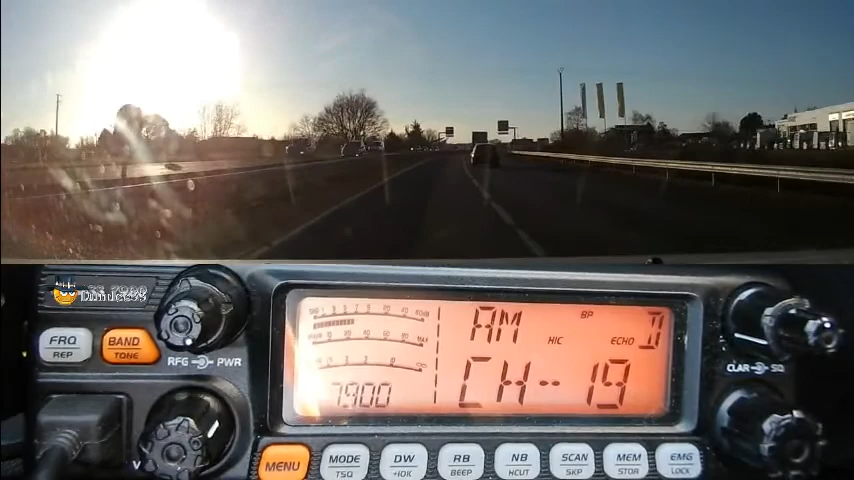 FRQ
REP
BAND
TONE
RFG PWR
AM
BP
HIC
ECHO
D
CH--19
7900
CLAR SQ
MENU
MODE
TSQ
DW
+10K
RB
BEEP
NB
HCUT
SCAN
SKP
MEM
STOR
EMG
LOCK